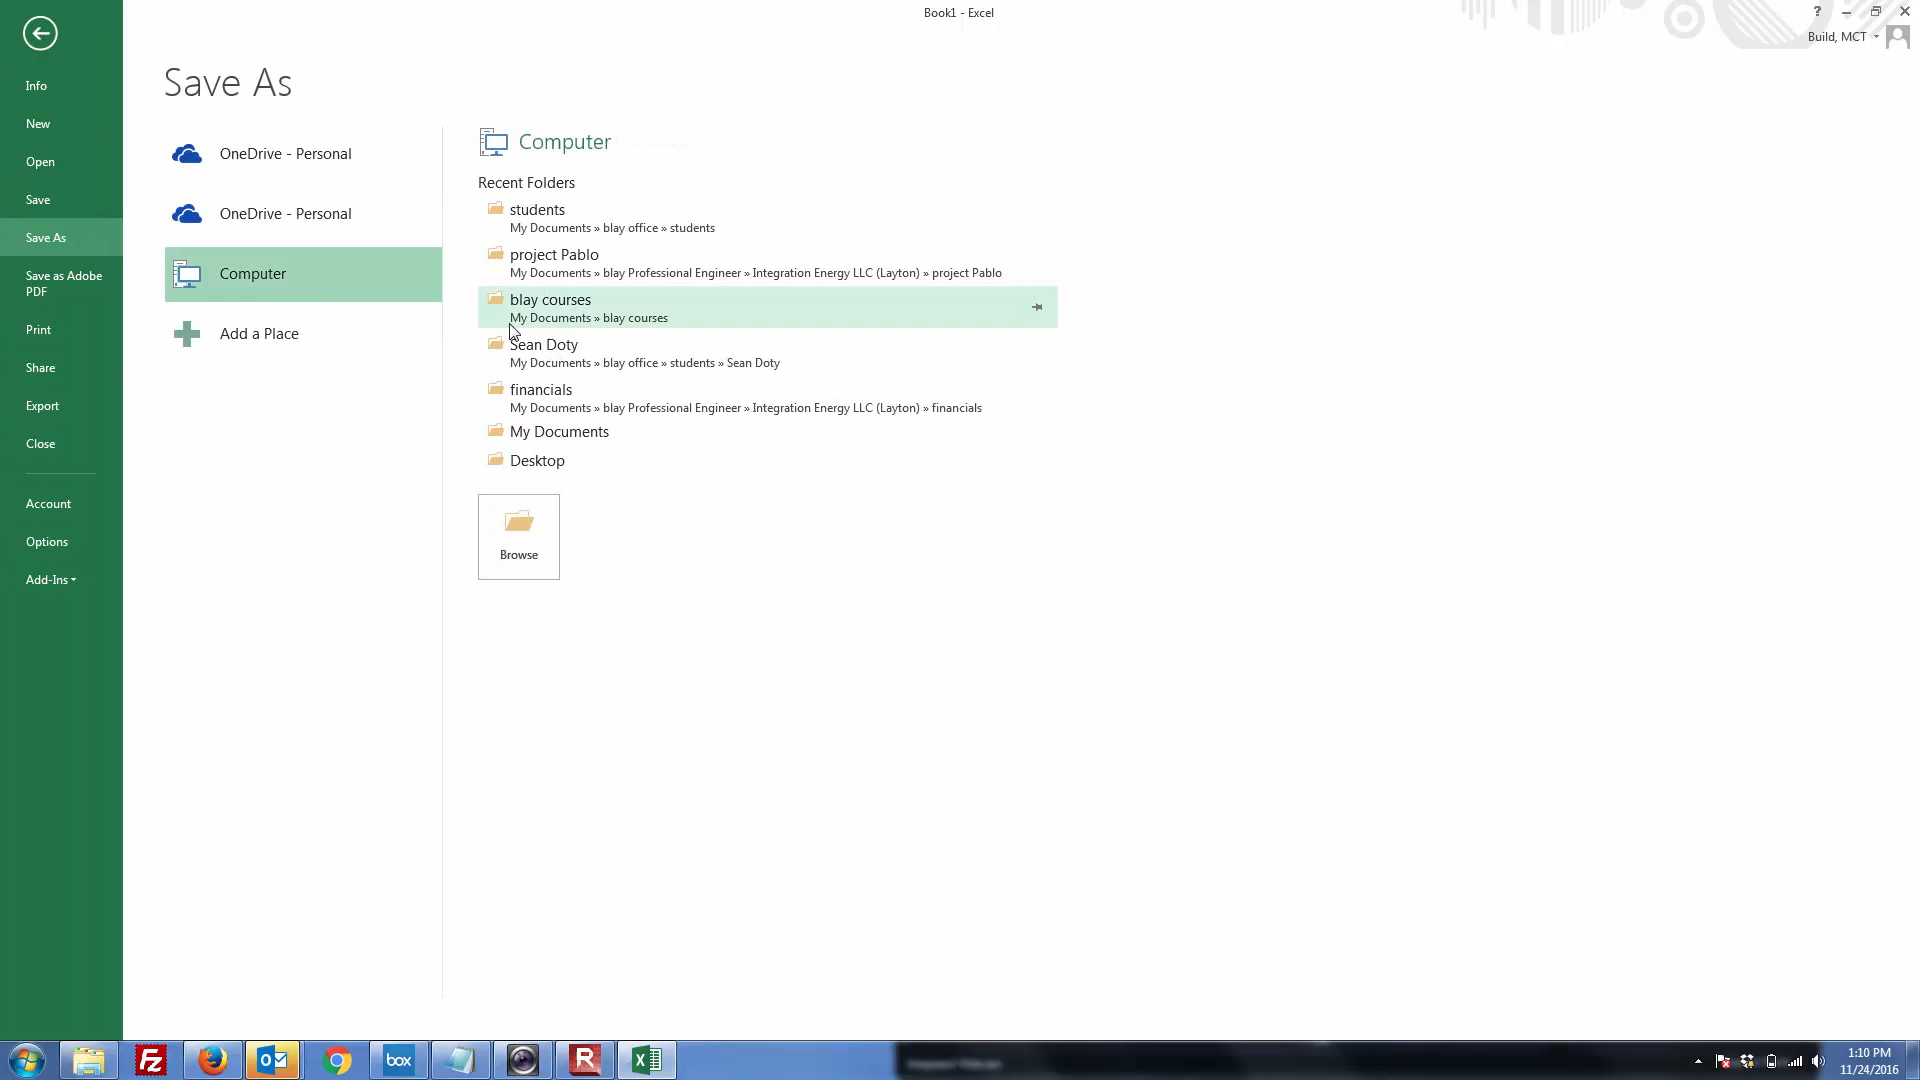 Book1 - Excel
?
Build, MCT
Info
New
Open
Save
Save As
Save as Adobe
PDF
Print
Share
Export
Close
Account
Options
Add-Ins
Save As
OneDrive - Personal
OneDrive - Personal
Computer
Add a Place
Computer
Recent Folders
students
My Documents » blay office » students
project Pablo
My Documents » blay Professional Engineer » Integration Energy LLC (Layton) » project Pablo
blay courses
My Documents » blay courses
Sean Doty
My Documents » blay office » students » Sean Doty
financials
My Documents » blay Professional Engineer » Integration Energy LLC (Layton) » financials
My Documents
Desktop
Browse
Fz
box
R
1:10 PM
11/24/2016